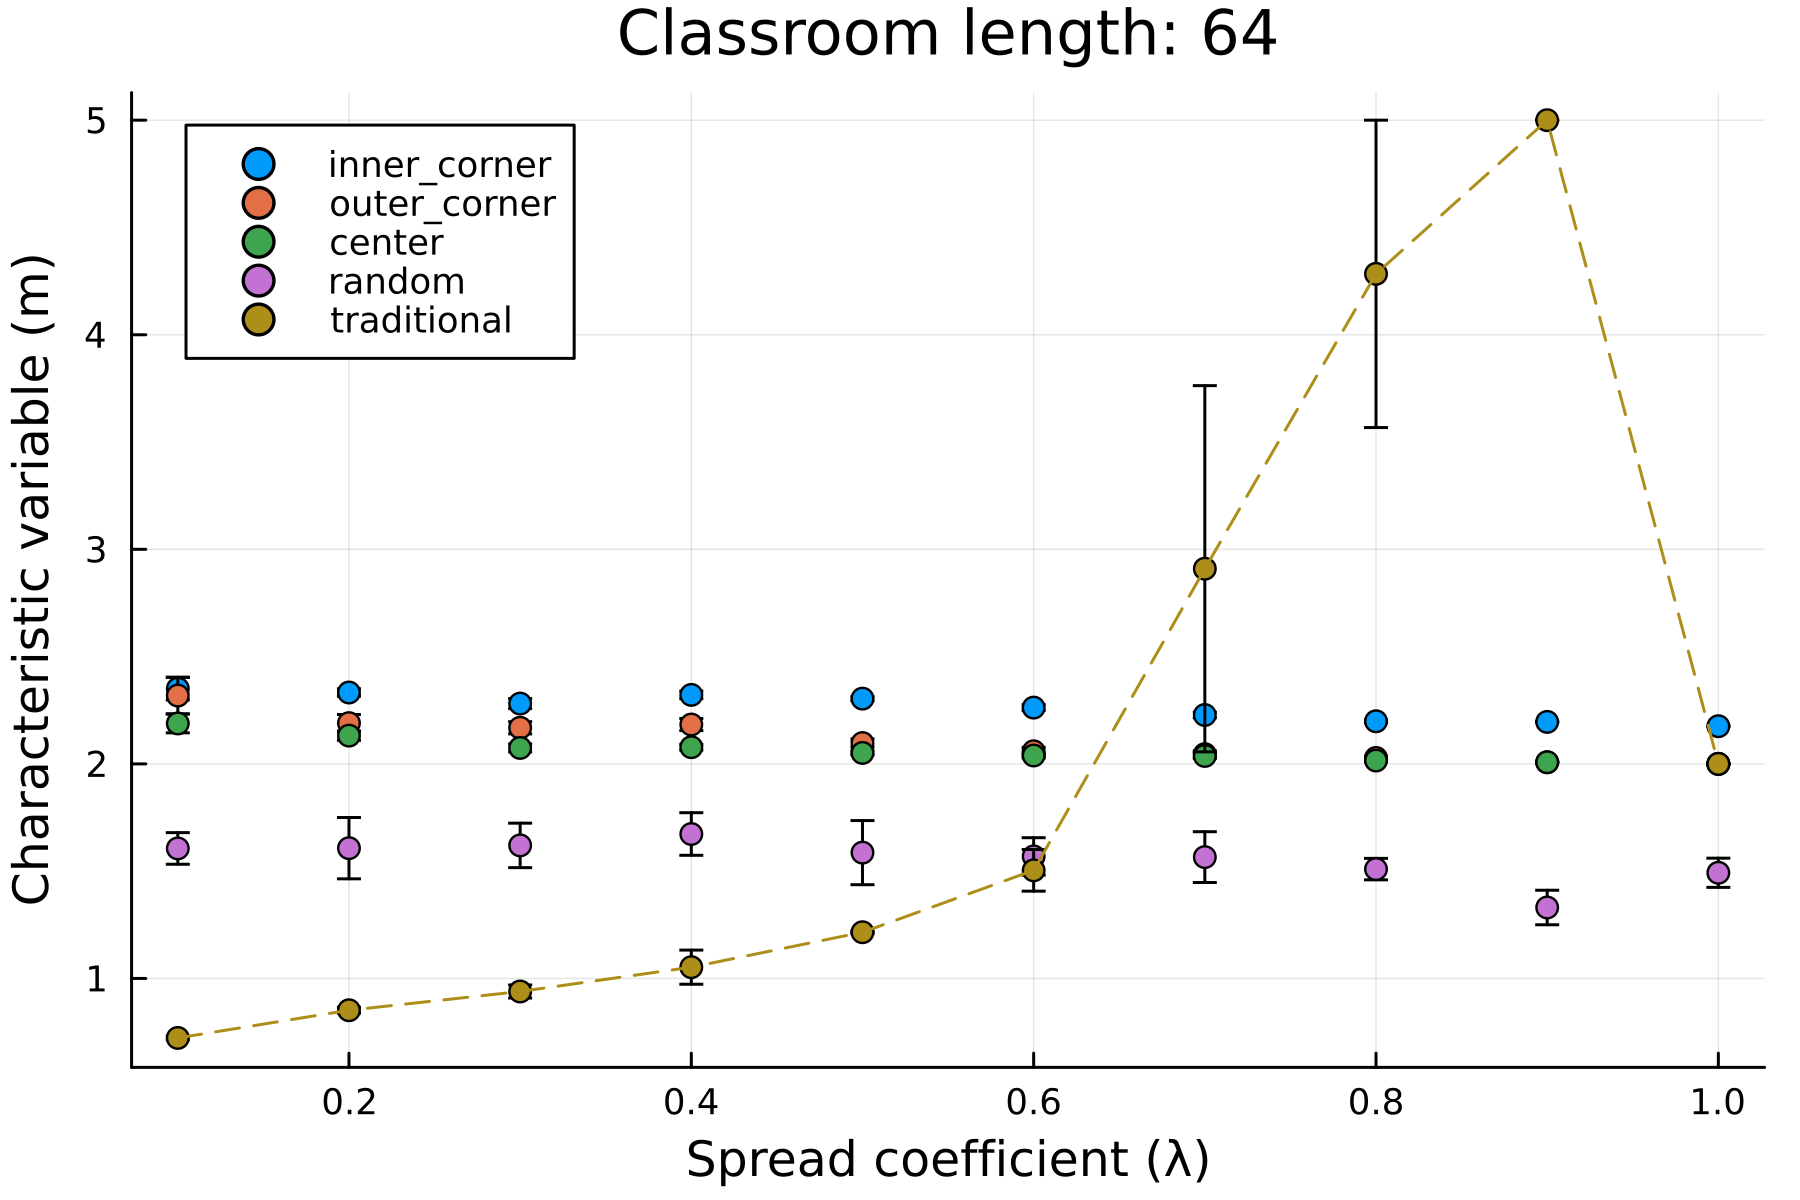 Classroom length: 64
Characteristic variable (m)
5
4
3
2
1
inner_corner
outer_corner
center
random
traditional
0.2
0.4
0.6
0.8
1.0
Spread coefficient (λ)